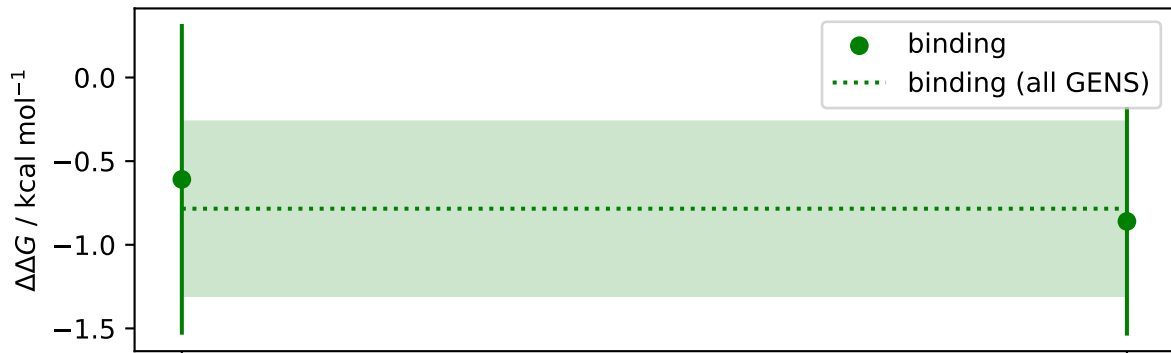 binding
binding (all GENS)
0.0
−0.5
−1.0
−1.5
ΔΔG / kcal mol⁻¹